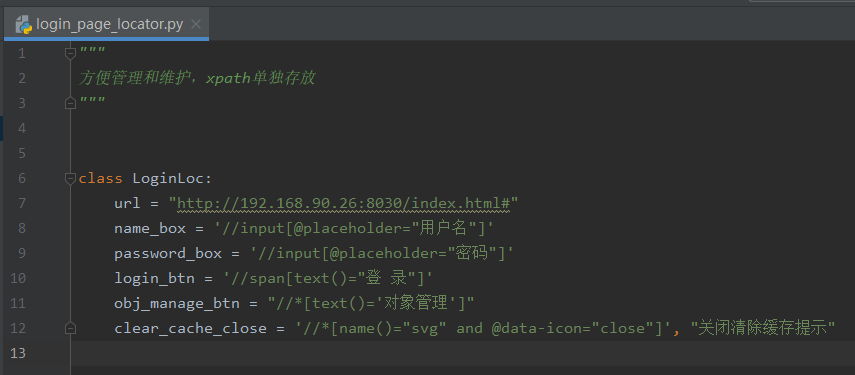 login_page_locator.py
1 """
2 方便管理和维护，xpath单独存放
3 """
4
5
6 class LoginLoc:
7     url = "http://192.168.90.26:8030/index.html#"
8     name_box = '//input[@placeholder="用户名"]'
9     password_box = '//input[@placeholder="密码"]'
10     login_btn = '//span[text()="登 录"]'
11     obj_manage_btn = "//*[text()='对象管理']"
12     clear_cache_close = '//*[name()="svg" and @data-icon="close"]', "关闭清除缓存提示"
13